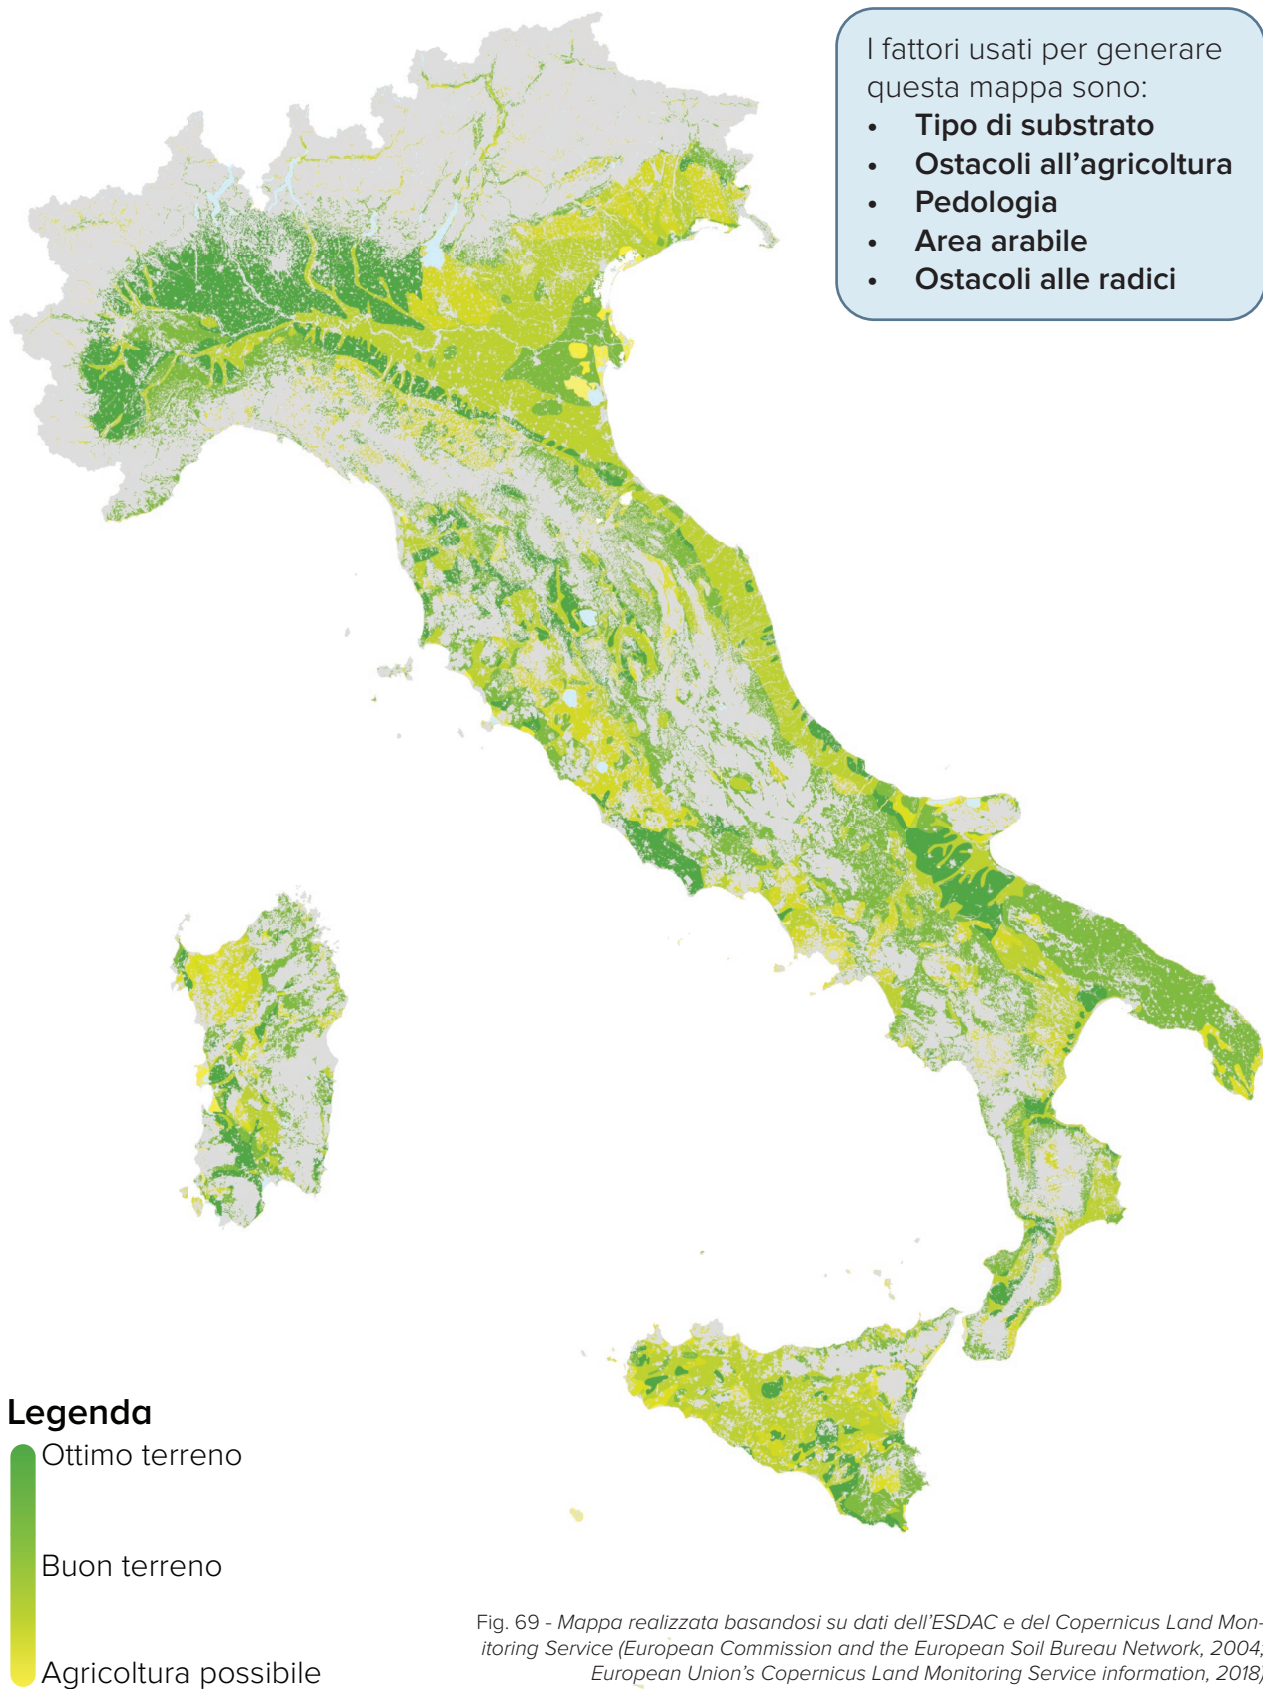 I fattori usati per generare
questa mappa sono:
• Tipo di substrato
• Ostacoli all'agricoltura
• Pedologia
• Area arabile
• Ostacoli alle radici
Legenda
Ottimo terreno
Buon terreno
Agricoltura possibile
Fig. 69 - Mappa realizzata basandosi su dati dell'ESDAC e del Copernicus Land Mon-
itoring Service (European Commission and the European Soil Bureau Network, 2004;
European Union's Copernicus Land Monitoring Service information, 2018)